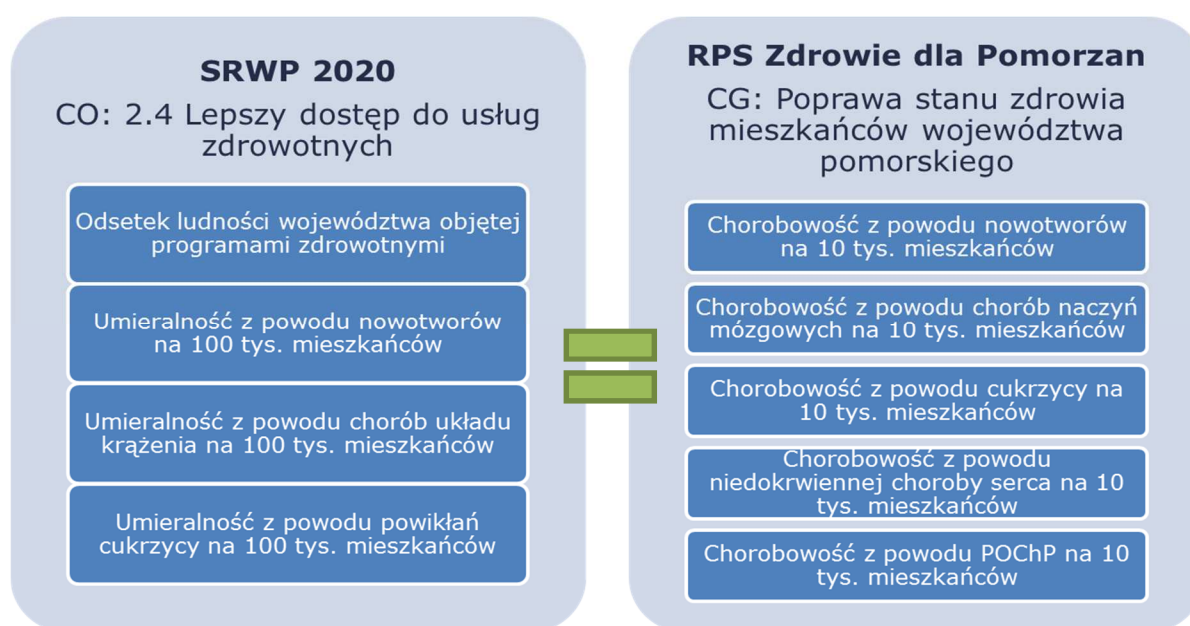 SRWP 2020
CO: 2.4 Lepszy dostęp do usług
zdrowotnych
Odsetek ludności województwa objętej
programami zdrowotnymi
Umieralność z powodu nowotworów
na 100 tys. mieszkańców
Umieralność z powodu chorób układu
krążenia na 100 tys. mieszkańców
Umieralność z powodu powikłań
cukrzycy na 100 tys. mieszkańców
RPS Zdrowie dla Pomorzan
CG: Poprawa stanu zdrowia
mieszkańców województwa
pomorskiego
Chorobowość z powodu nowotworów
na 10 tys. mieszkańców
Chorobowość z powodu chorób naczyń
mózgowych na 10 tys. mieszkańców
Chorobowość z powodu cukrzycy na
10 tys. mieszkańców
Chorobowość z powodu
niedokrwiennej choroby serca na 10
tys. mieszkańców
Chorobowość z powodu POChP na 10
tys. mieszkańców